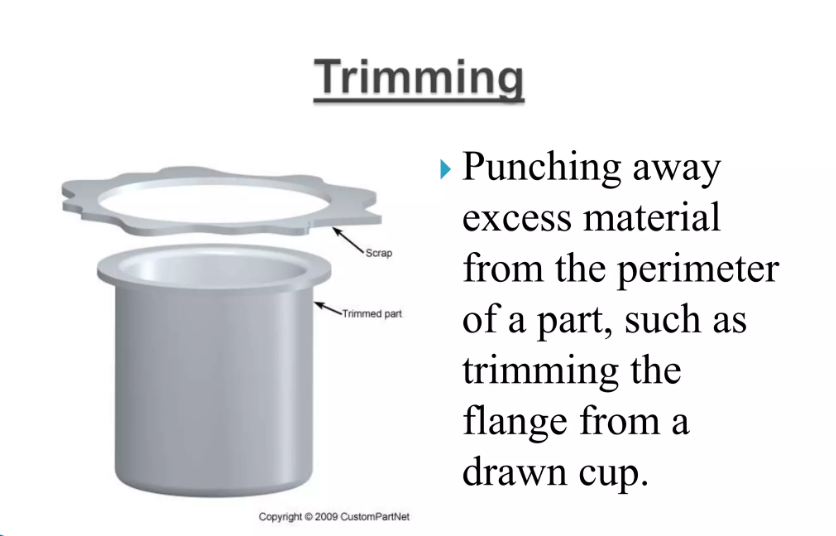 Trimming
Punching away
excess material
from the perimeter
of a part, such as
trimming the
flange from a
drawn cup.
Scrap
Trimmed part
Copyright © 2009 CustomPartNet